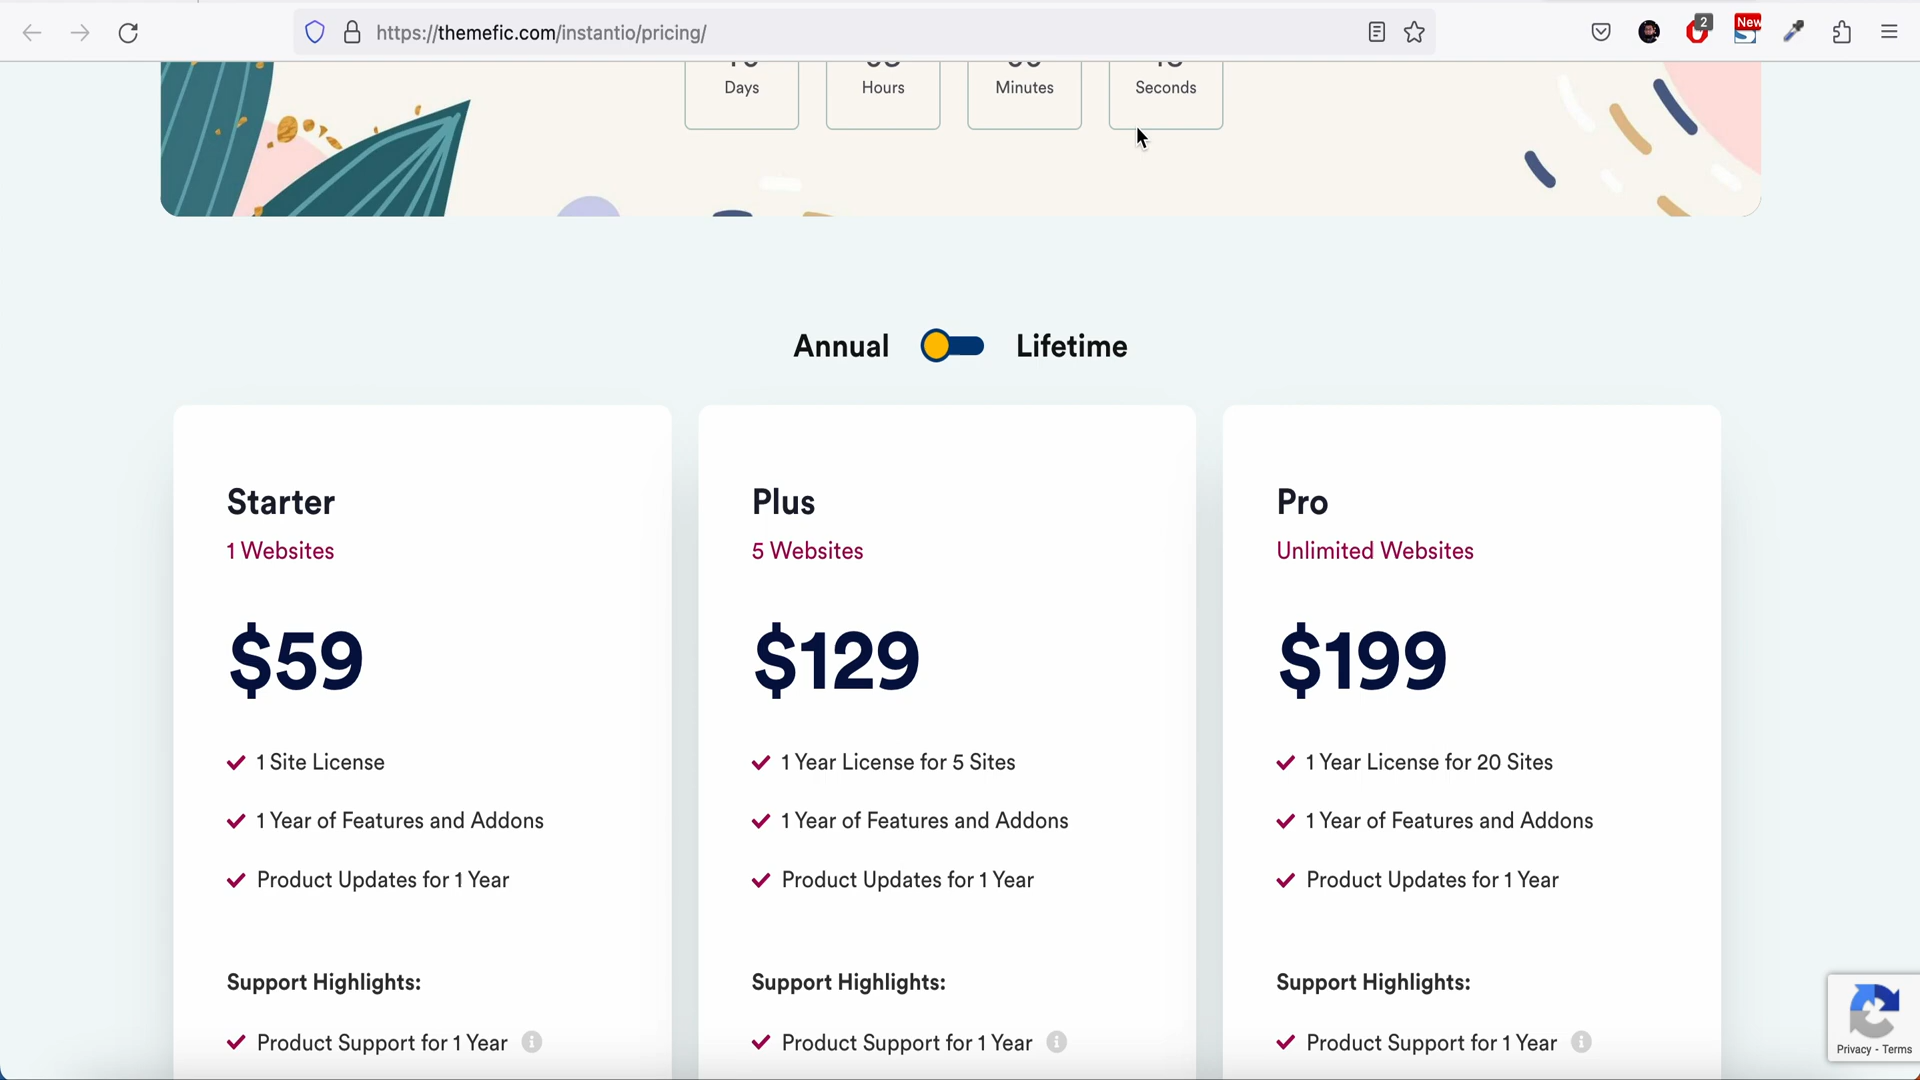 https://themefic.com/instantio/pricing/
2
New
Days
Hours
Minutes
Seconds
Annual
Lifetime
Starter
1 Websites
$59
1 Site License
1 Year of Features and Addons
Product Updates for 1 Year
Support Highlights:
Product Support for 1 Year
Plus
5 Websites
$129
1 Year License for 5 Sites
1 Year of Features and Addons
Product Updates for 1 Year
Support Highlights:
Product Support for 1 Year
Pro
Unlimited Websites
$199
1 Year License for 20 Sites
1 Year of Features and Addons
Product Updates for 1 Year
Support Highlights:
Product Support for 1 Year
Privacy - Terms